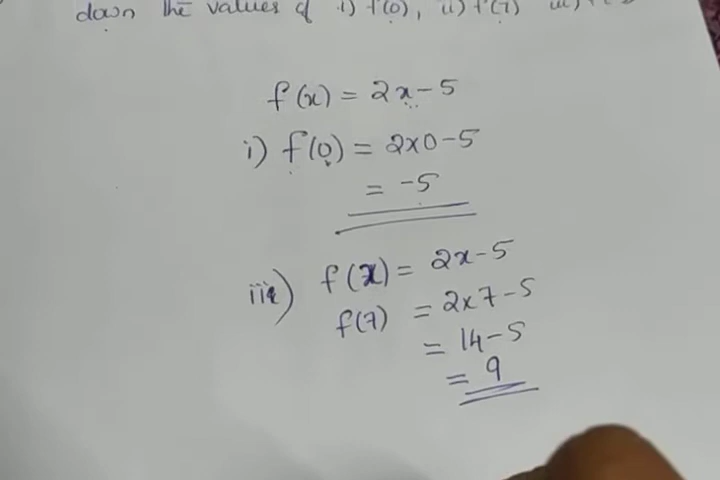 down the values of i) f(0), ii) f(7) iii)
f(x) = 2x-5
i) f(0) = 2x0-5
= -5
f(x) = 2x-5
f(7) = 2x7-5
= 14-5
= 9